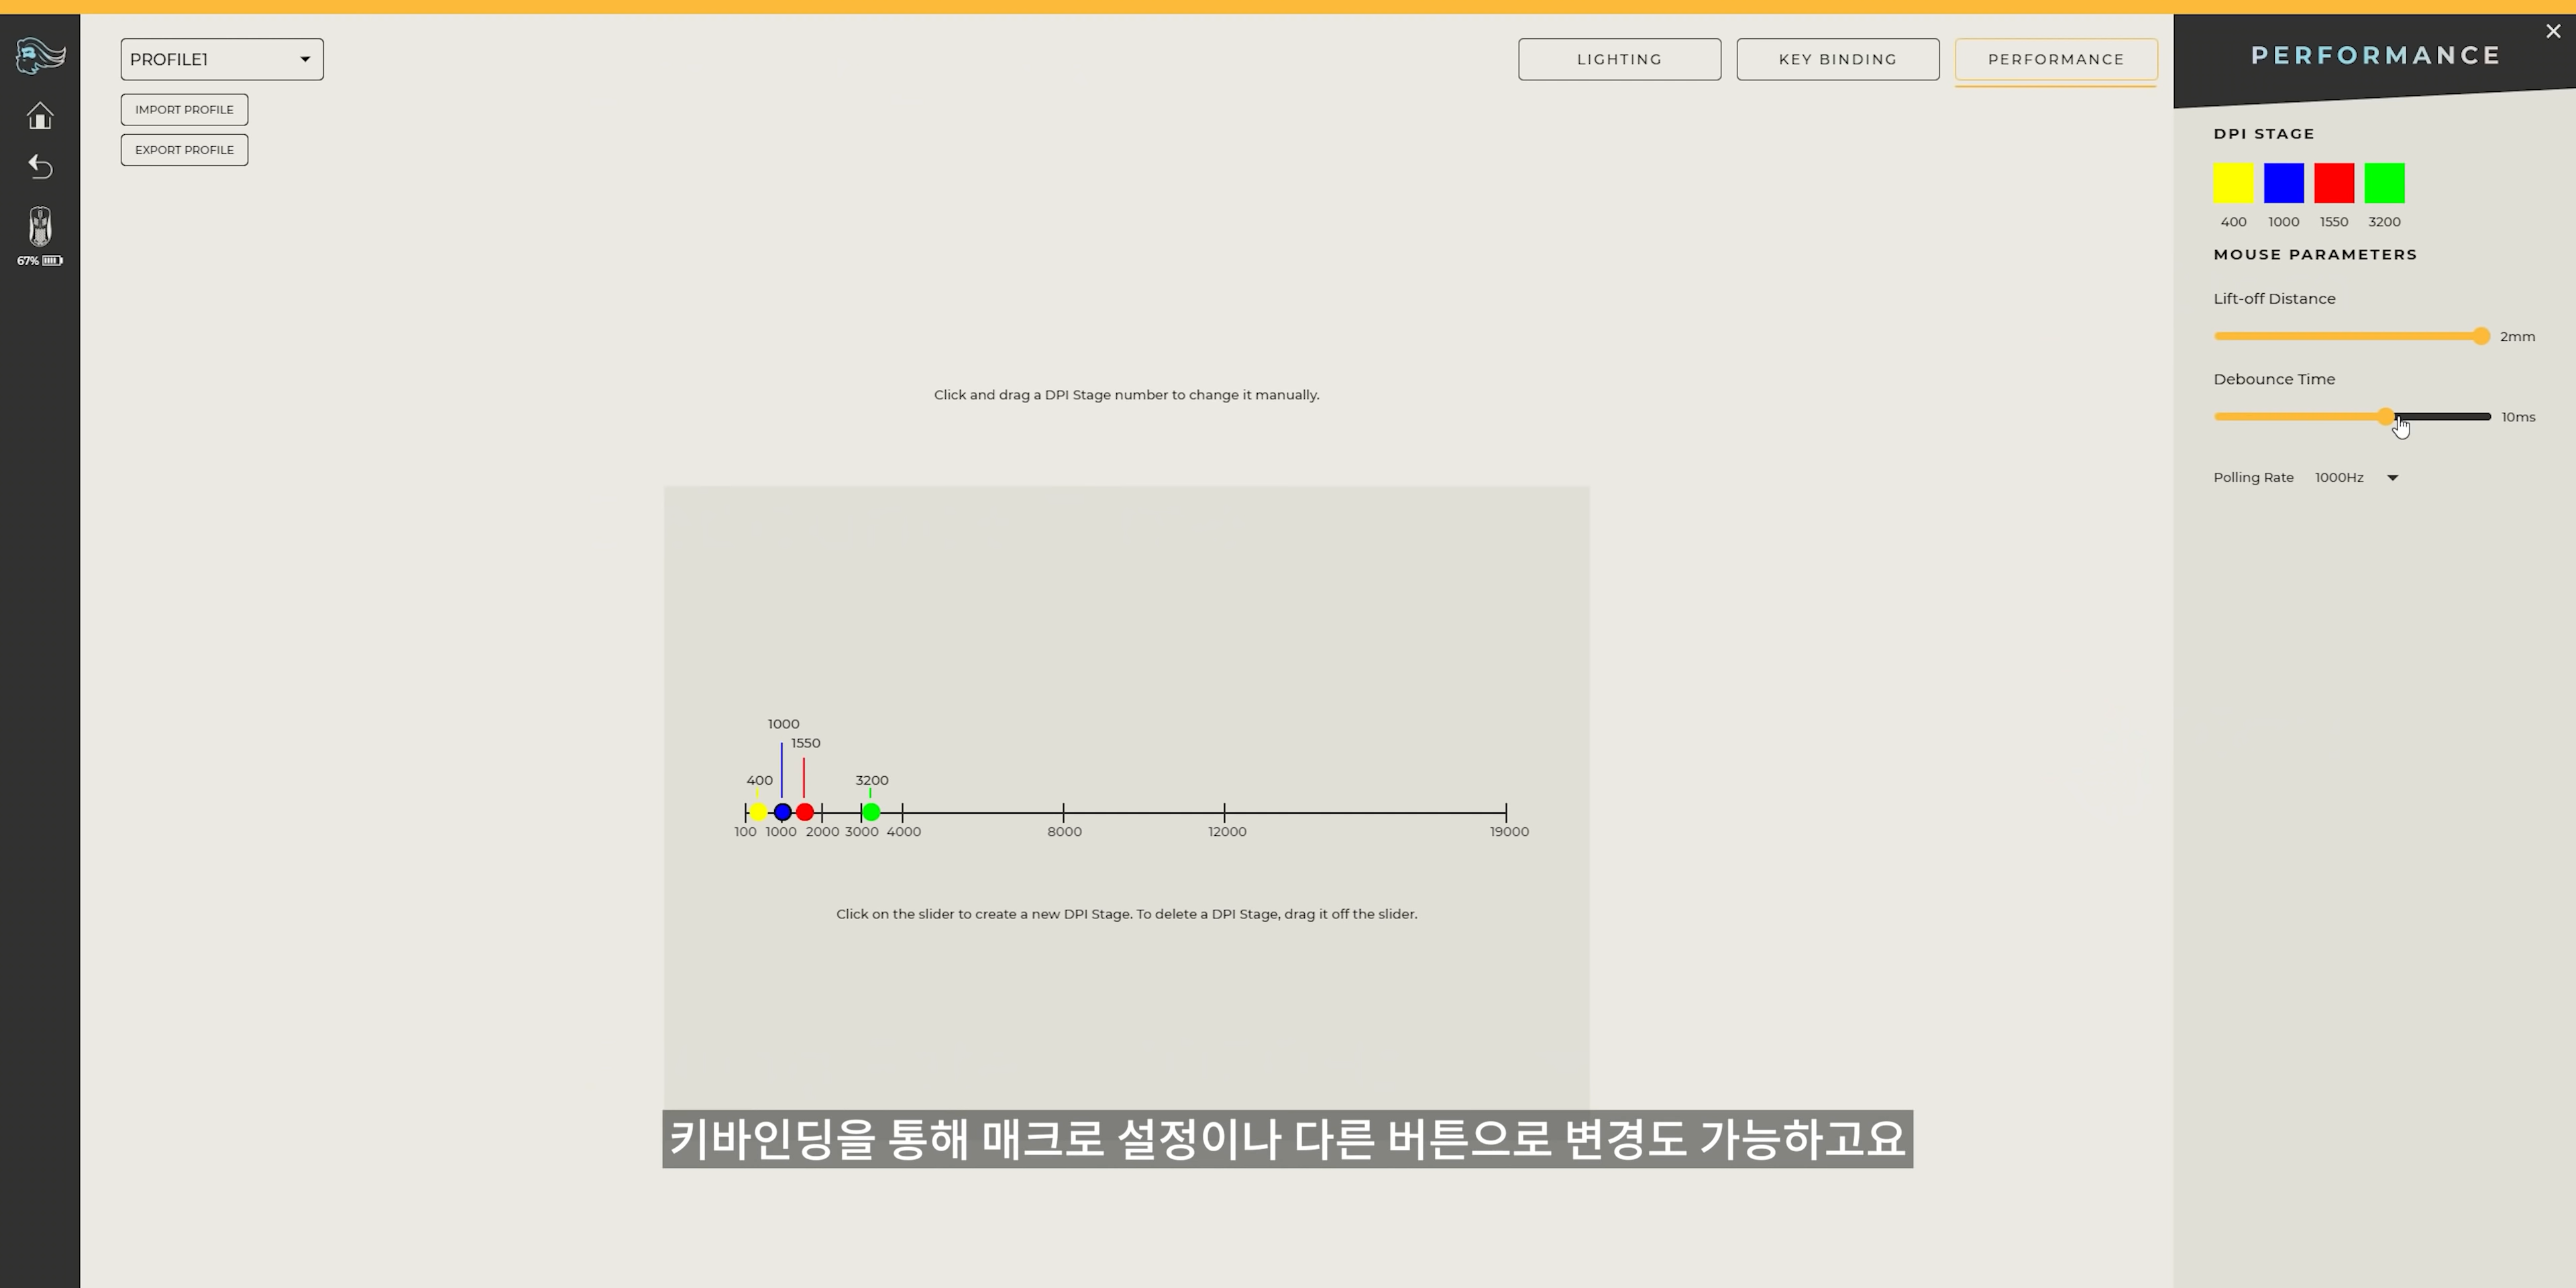 PROFILE1
IMPORT PROFILE
EXPORT PROFILE
67%
LIGHTING
KEY BINDING
PERFORMANCE
Click and drag a DPI Stage number to change it manually.
1000
1550
400
3200
100 1000 2000 3000 4000 8000 12000 19000
Click on the slider to create a new DPI Stage. To delete a DPI Stage, drag it off the slider.
키바인딩을 통해 매크로 설정이나 다른 버튼으로 변경도 가능하고요
PERFORMANCE
DPI STAGE
400 1000 1550 3200
MOUSE PARAMETERS
Lift-off Distance
2mm
Debounce Time
10ms
Polling Rate 1000Hz